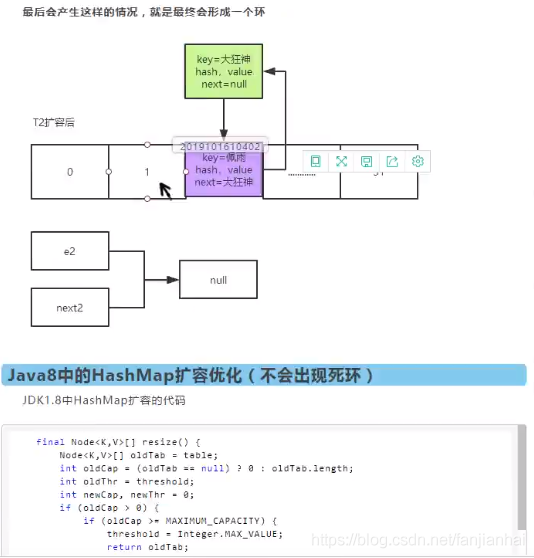 最后会产生这样的情况，就是最终会形成一个环
key=大狂神
hash、value
next=null
T2扩容后
2019101610402
0
1
key=佩雨
hash、value
next=大狂神
e2
null
next2
Java8中的HashMap扩容优化（不会出现死环）
JDK1.8中HashMap扩容的代码
final Node<K,V>[] resize() {
Node<K,V>[] oldTab = table;
int oldCap = (oldTab == null) ? 0 : oldTab.length;
int oldThr = threshold;
int newCap, newThr = 0;
if (oldCap > 0) {
if (oldCap >= MAXIMUM_CAPACITY) {
threshold = Integer.MAX_VALUE;
return oldTab;
https://blog.csdn.net/fanjianhai